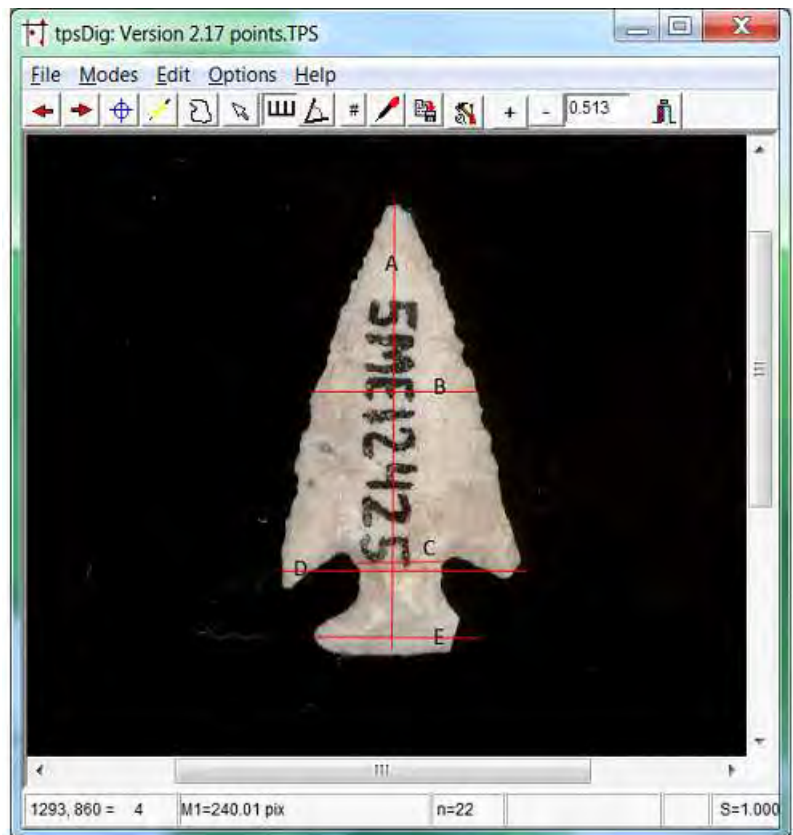 tpsDig: Version 2.17 points.TPS
File Modes Edit Options Help
# + - 0.513
A
5ME12425
B
C
D
E
1293, 860 = 4 M1=240.01 pix n=22 S=1.000